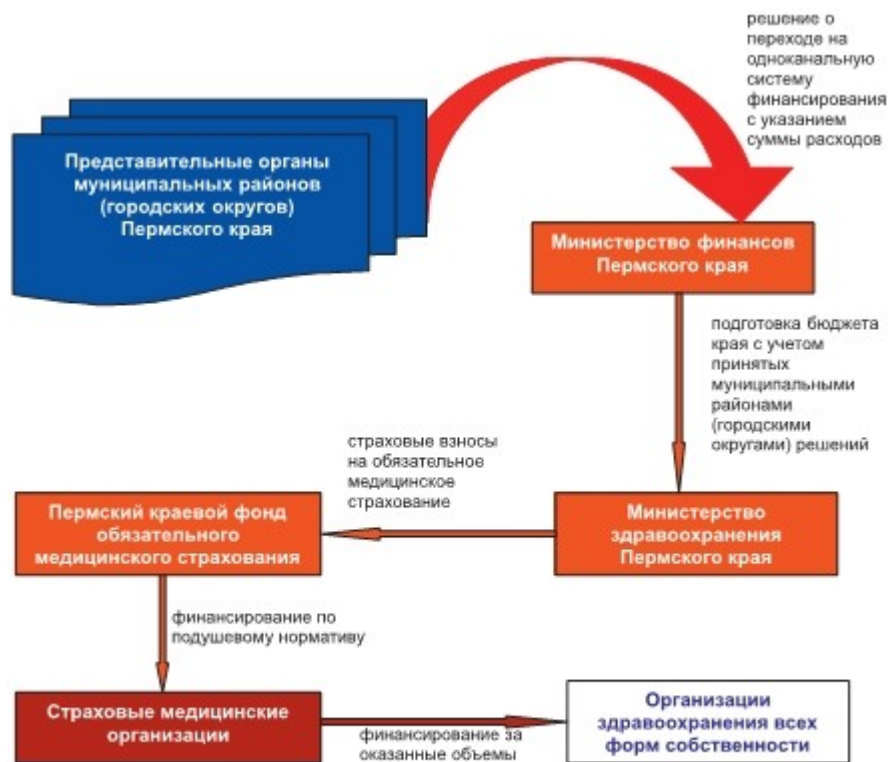 решение о
переходе на
одноканальную
систему
финансирования
с указанием
суммы расходов
Представительные органы
муниципальных районов
(городских округов)
Пермского края
Министерство финансов
Пермского края
подготовка бюджета
края с учетом
принятых
муниципальными
районами
(городскими
округами) решений
страховые взносы
на обязательное
медицинское
страхование
Пермский краевой фонд
обязательного
медицинского страхования
Министерство
здравоохранения
Пермского края
финансирование по
подушевому нормативу
Страховые медицинские
организации
финансирование за
оказанные объемы
Организации
здравоохранения всех
форм собственности